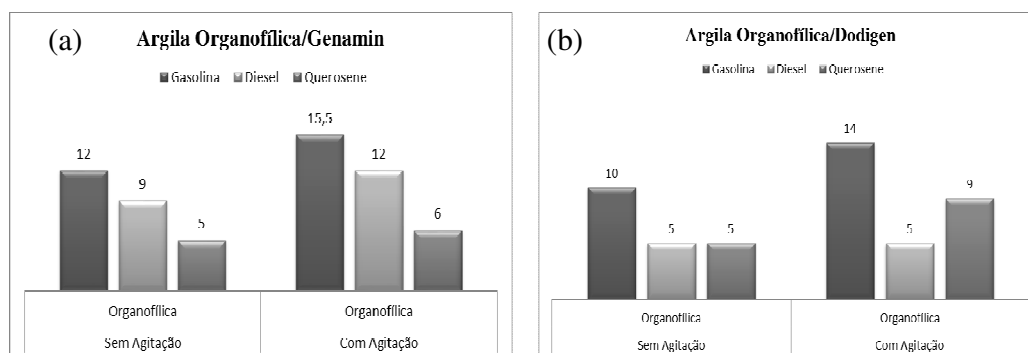 (a)
Argila Organofílica/Genamin
Gasolina Diesel Querosene
15,5
12 12
9
5 6
Organofílica Organofílica
Sem Agitação Com Agitação
(b)
Argila Organofílica/Dodigen
Gasolina Diesel Querosene
14
10 9
5 5 5
Organofílica Organofílica
Sem Agitação Com Agitação